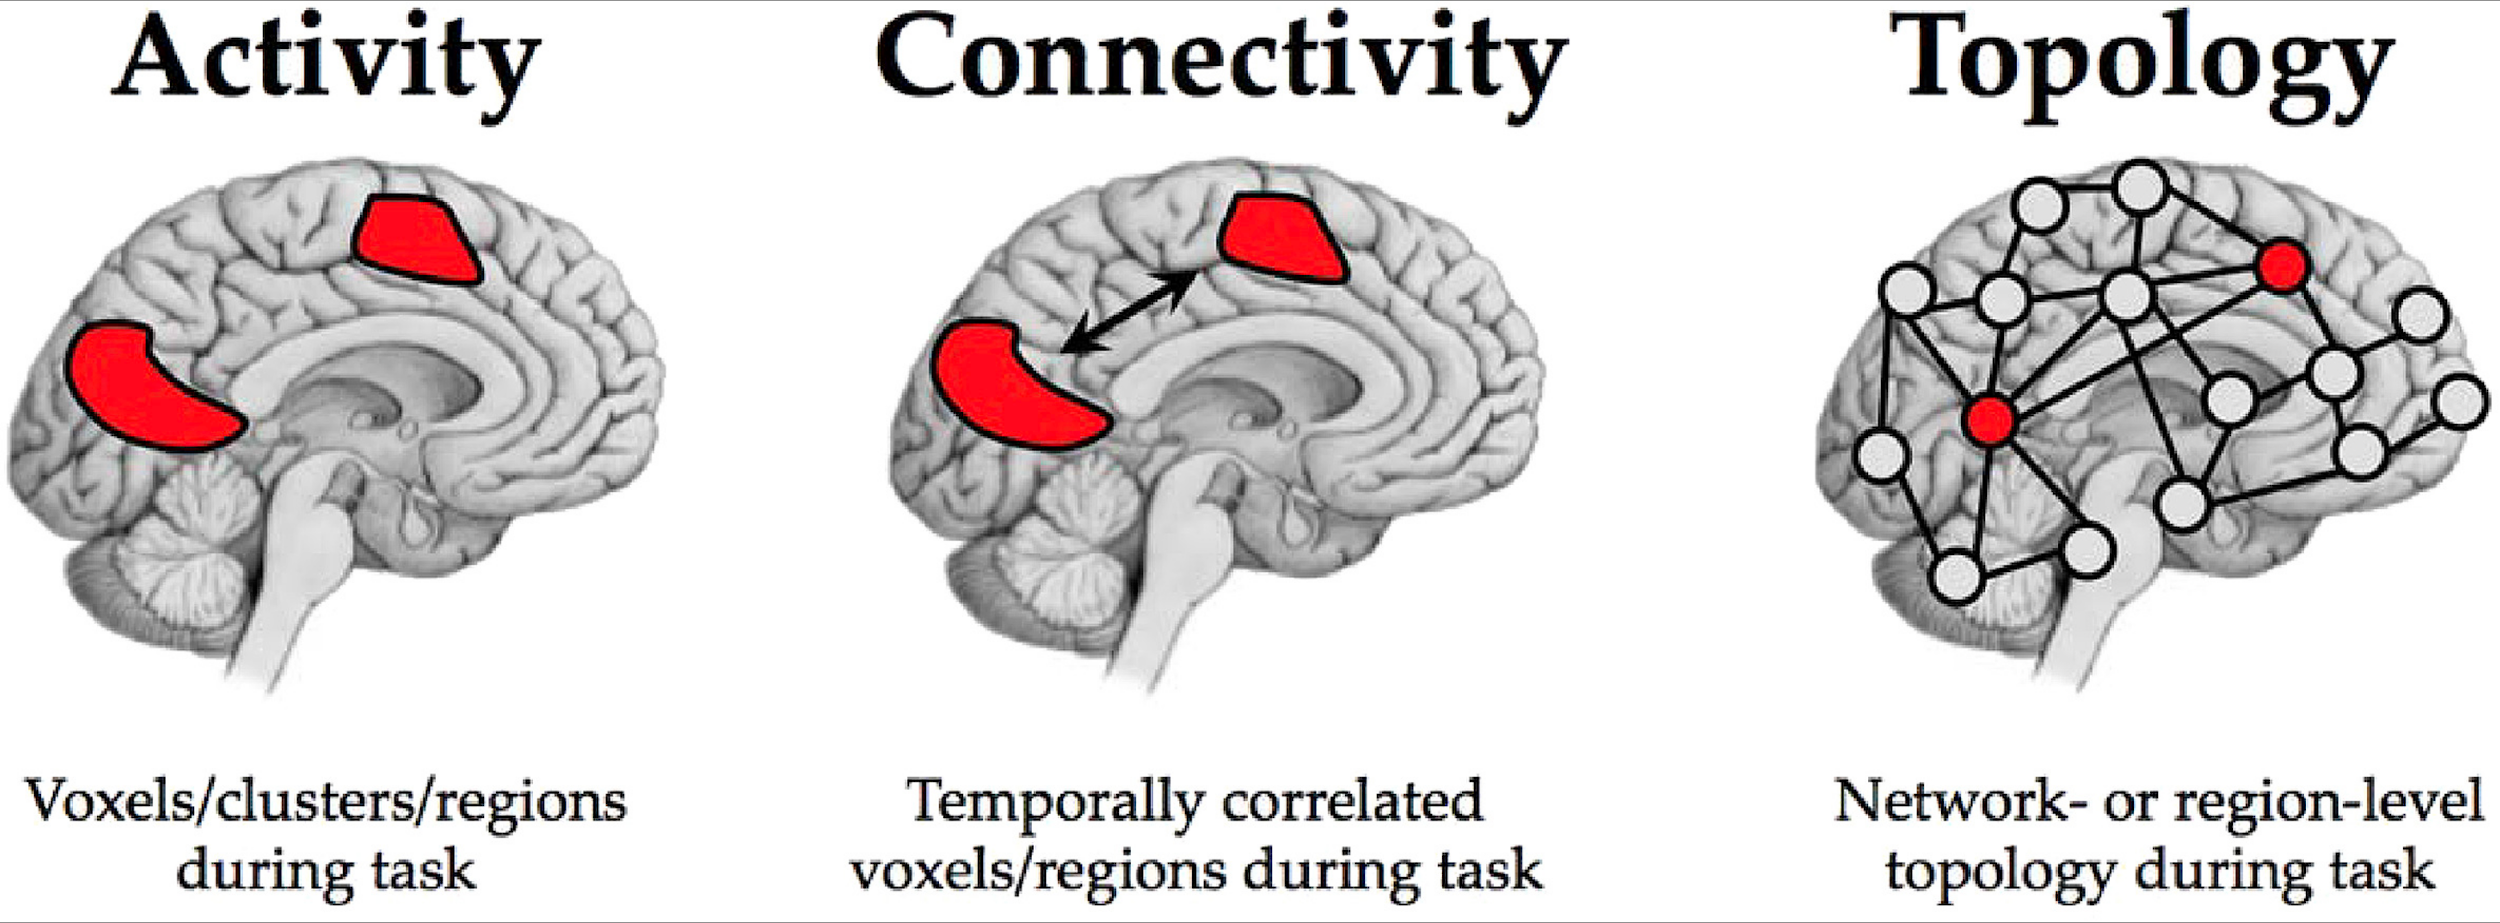 Activity
Connectivity
Topology
Voxels/clusters/regions
during task
Temporally correlated
voxels/regions during task
Network- or region-level
topology during task